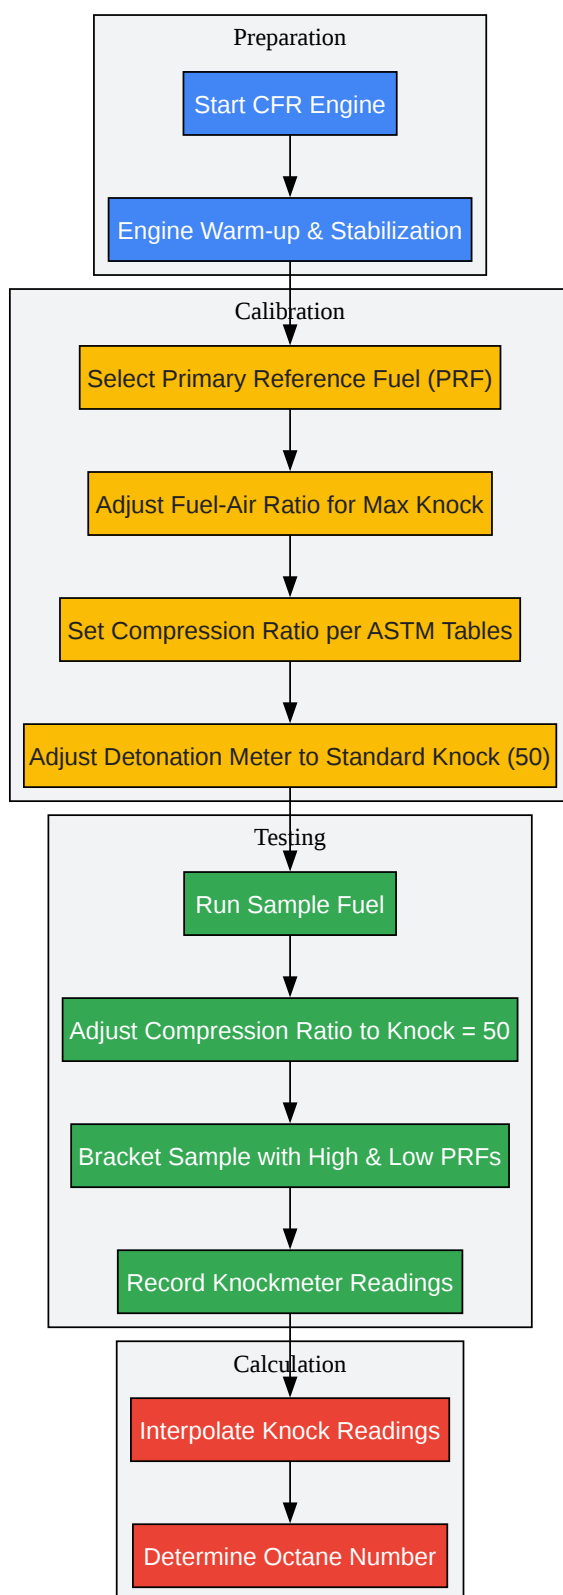 Preparation
Start CFR Engine
Engine Warm-up & Stabilization
Calibration
Select Primary Reference Fuel (PRF)
Adjust Fuel-Air Ratio for Max Knock
Set Compression Ratio per ASTM Tables
Adjust Detonation Meter to Standard Knock (50)
Testing
Run Sample Fuel
Adjust Compression Ratio to Knock = 50
Bracket Sample with High & Low PRFs
Record Knockmeter Readings
Calculation
Interpolate Knock Readings
Determine Octane Number